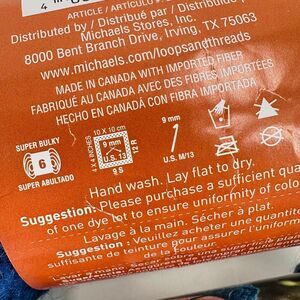 ARTICLE / ARTÍCULO
Distributed by / Distribué par / Distribuido
Michaels Stores, Inc.
8000 Bent Branch Drive, Irving, TX 75063
www.michaels.com/loopsandthreads
MADE IN CANADA WITH IMPORTED FIBER
FABRIQUÉ AU CANADA AVEC DES FIBRES IMPORTÉES
HECHO EN CANADÁ CON FIBRA IMPORTADA
SUPER BULKY
6
SUPER ABULTADO
10 X 10 cm
4 X 4 INCHES
9 mm
U.S. 13
12 R
9 S
9 mm
U.S. M/13
Hand wash. Lay flat to dry.
Suggestion: Please purchase a sufficient
of one dye lot to ensure uniformity of color
Lavage à la main. Sécher à plat.
Suggestion : Veuillez acheter une quantité
suffisante de teinture pour assurer l'uniformité
de la couleur.
Lavar a mano.
Suggestion: